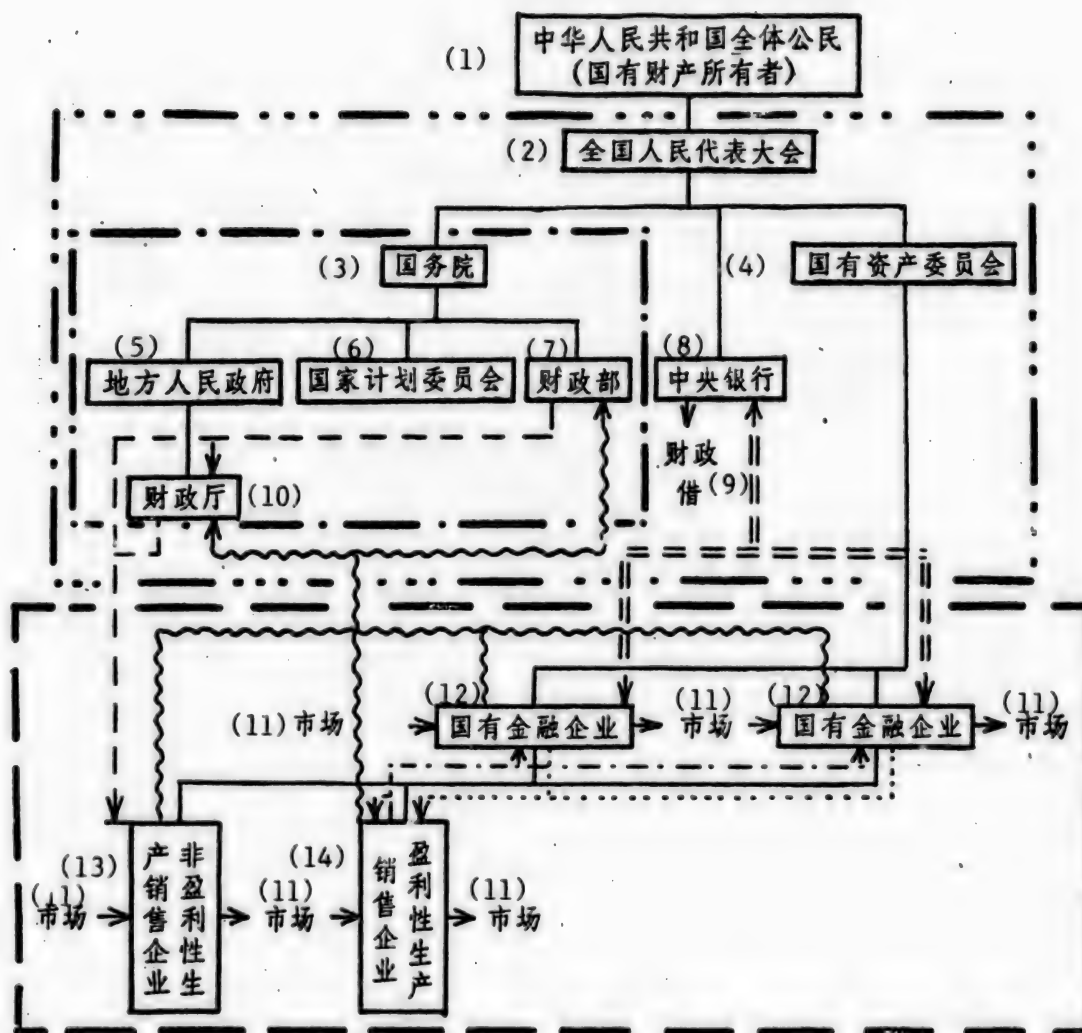 (1)
中华人民共和国全体公民
(国有财产所有者)
(2) 全国人民代表大会
(3) 国务院
(4) 国有资产委员会
(5)
地方人民政府
(6)
国家计划委员会
(7)
财政部
(8)
中央银行
财政
借(9)
财政厅 (10)
(11) 市场
(12)
国有金融企业
(11)
市场
(12)
国有金融企业
(11)
市场
(13)
(11)
市场
非盈利性生
产销售企业
(11)
市场
(14)
盈利性生产
销售企业
(11)
市场